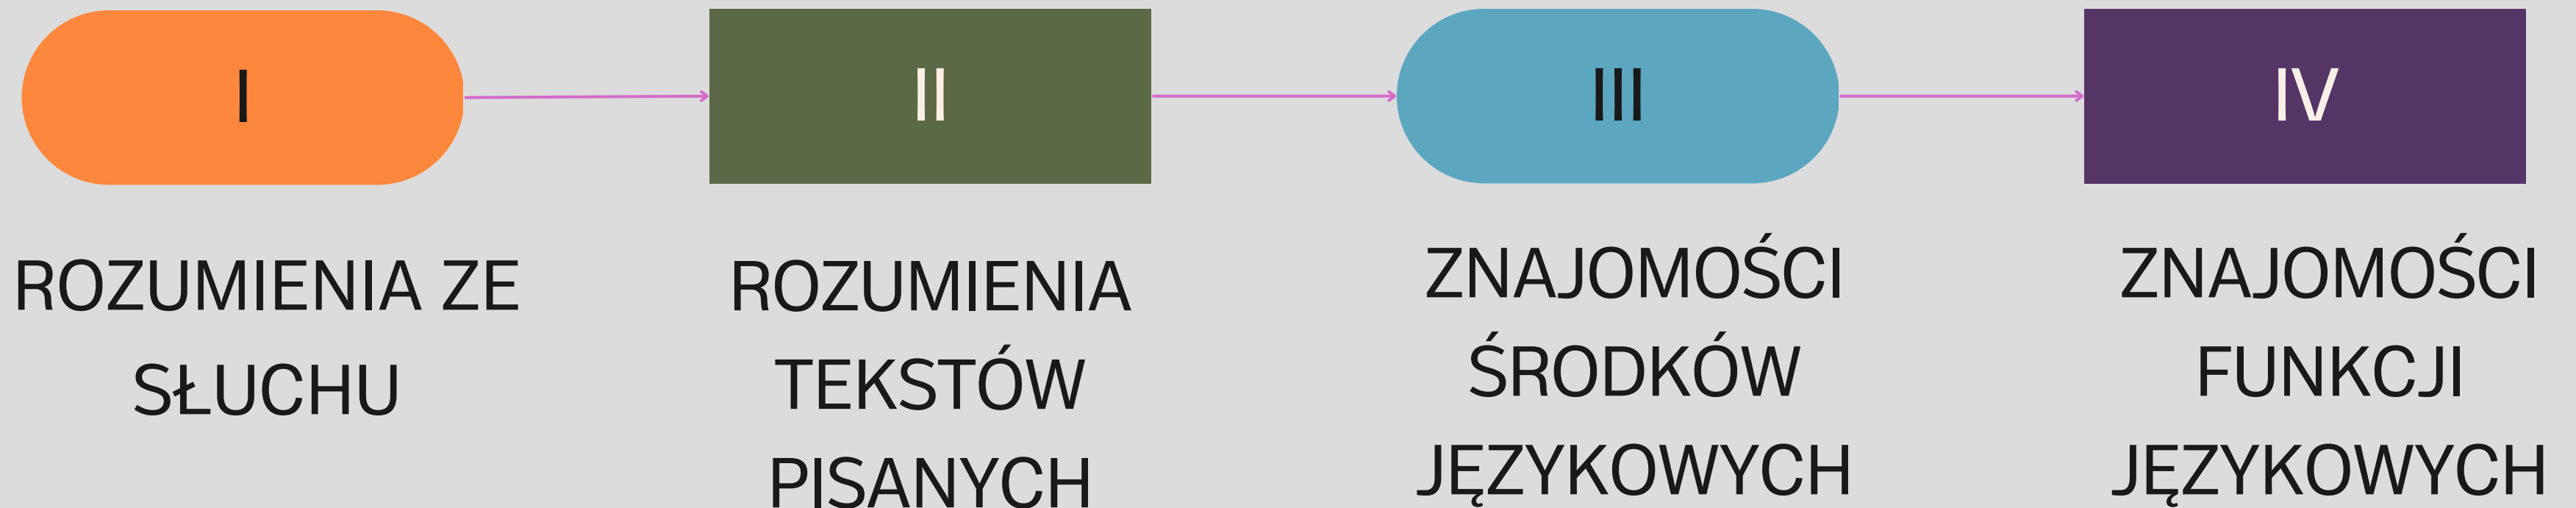 I
II
III
IV
ROZUMIENIA ZE
SŁUCHU
ROZUMIENIA
TEKSTÓW
PISANYCH
ZNAJOMOŚCI
ŚRODKÓW
JĘZYKOWYCH
ZNAJOMOŚCI
FUNKCJI
JĘZYKOWYCH